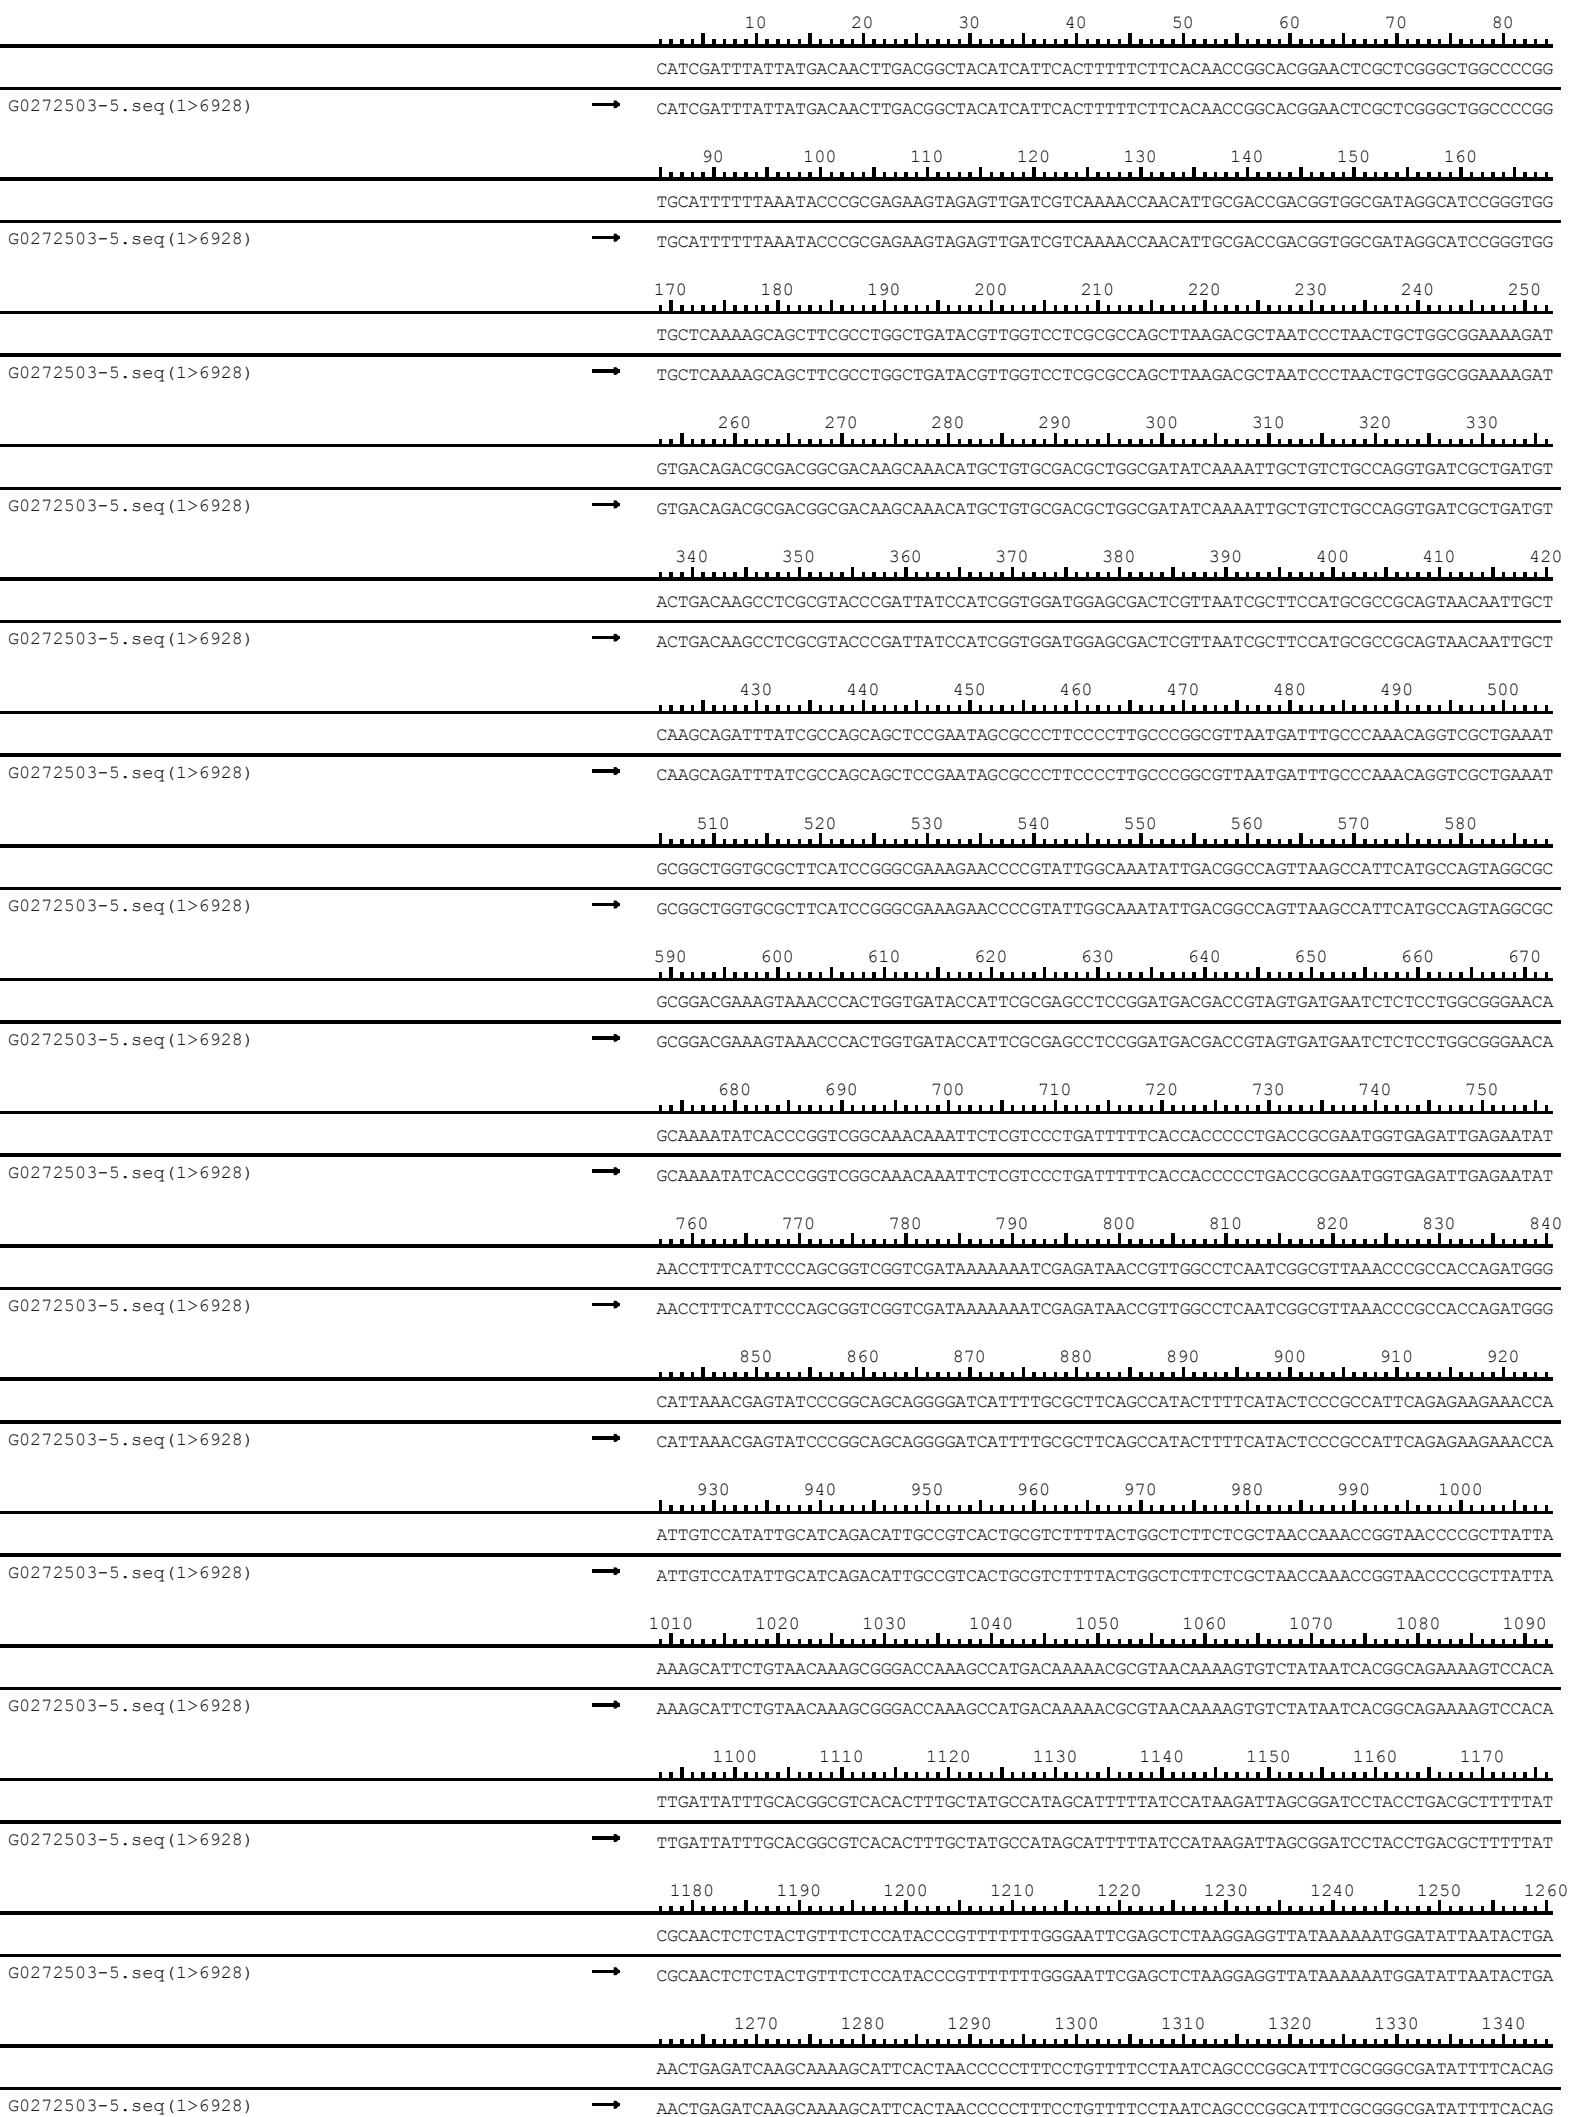 10 20 30 40 50 60 70 80
CATCGATTTATTATGACAACTTGACGGCTACATCATTCACTTTTTCTTCACAACCGGCACGGAACTCGCTCGGGCTGGCCCCGG
G0272503-5.seq(1>6928) → CATCGATTTATTATGACAACTTGACGGCTACATCATTCACTTTTTCTTCACAACCGGCACGGAACTCGCTCGGGCTGGCCCCGG
90 100 110 120 130 140 150 160
TGCATTTTTTAAATACCCGCGAGAAGTAGAGTTGATCGTCAAAACCAACATTGCGACCGACGGTGGCGATAGGCATCCGGGTGG
G0272503-5.seq(1>6928) → TGCATTTTTTAAATACCCGCGAGAAGTAGAGTTGATCGTCAAAACCAACATTGCGACCGACGGTGGCGATAGGCATCCGGGTGG
170 180 190 200 210 220 230 240 250
TGCTCAAAAGCAGCTTCGCCTGGCTGATACGTTGGTCCTCGCGCCAGCTTAAGACGCTAATCCCTAACTGCTGGCGGAAAAGAT
G0272503-5.seq(1>6928) → TGCTCAAAAGCAGCTTCGCCTGGCTGATACGTTGGTCCTCGCGCCAGCTTAAGACGCTAATCCCTAACTGCTGGCGGAAAAGAT
260 270 280 290 300 310 320 330
GTGACAGACGCGACGGCGACAAGCAAACATGCTGTGCGACGCTGGCGATATCAAAATTGCTGTCTGCCAGGTGATCGCTGATGT
G0272503-5.seq(1>6928) → GTGACAGACGCGACGGCGACAAGCAAACATGCTGTGCGACGCTGGCGATATCAAAATTGCTGTCTGCCAGGTGATCGCTGATGT
340 350 360 370 380 390 400 410 420
ACTGACAAGCCTCGCGTACCCGATTATCCATCGGTGGATGGAGCGACTCGTTAATCGCTTCCATGCGCCGCAGTAACAATTGCT
G0272503-5.seq(1>6928) → ACTGACAAGCCTCGCGTACCCGATTATCCATCGGTGGATGGAGCGACTCGTTAATCGCTTCCATGCGCCGCAGTAACAATTGCT
430 440 450 460 470 480 490 500
CAAGCAGATTTATCGCCAGCAGCTCCGAATAGCGCCCTTCCCCTTGCCCGGCGTTAATGATTTGCCCAAACAGGTCGCTGAAAT
G0272503-5.seq(1>6928) → CAAGCAGATTTATCGCCAGCAGCTCCGAATAGCGCCCTTCCCCTTGCCCGGCGTTAATGATTTGCCCAAACAGGTCGCTGAAAT
510 520 530 540 550 560 570 580
GCGGCTGGTGCGCTTCATCCGGGCGAAAGAACCCCGTATTGGCAAATATTGACGGCCAGTTAAGCCATTCATGCCAGTAGGCGC
G0272503-5.seq(1>6928) → GCGGCTGGTGCGCTTCATCCGGGCGAAAGAACCCCGTATTGGCAAATATTGACGGCCAGTTAAGCCATTCATGCCAGTAGGCGC
590 600 610 620 630 640 650 660 670
GCGGACGAAAGTAAACCCACTGGTGATACCATTCGCGAGCCTCCGGATGACGACCGTAGTGATGAATCTCTCCTGGCGGGAACA
G0272503-5.seq(1>6928) → GCGGACGAAAGTAAACCCACTGGTGATACCATTCGCGAGCCTCCGGATGACGACCGTAGTGATGAATCTCTCCTGGCGGGAACA
680 690 700 710 720 730 740 750
GCAAAATATCACCCGGTCGGCAAACAAATTCTCGTCCCTGATTTTTCACCACCCCCTGACCGCGAATGGTGAGATTGAGAATAT
G0272503-5.seq(1>6928) → GCAAAATATCACCCGGTCGGCAAACAAATTCTCGTCCCTGATTTTTCACCACCCCCTGACCGCGAATGGTGAGATTGAGAATAT
760 770 780 790 800 810 820 830 840
AACCTTTCATTCCCAGCGGTCGGTCGATAAAAAAATCGAGATAACCGTTGGCCTCAATCGGCGTTAAACCCGCCACCAGATGGG
G0272503-5.seq(1>6928) → AACCTTTCATTCCCAGCGGTCGGTCGATAAAAAAATCGAGATAACCGTTGGCCTCAATCGGCGTTAAACCCGCCACCAGATGGG
850 860 870 880 890 900 910 920
CATTAAACGAGTATCCCGGCAGCAGGGGATCATTTTGCGCTTCAGCCATACTTTTCATACTCCCGCCATTCAGAGAAGAAACCA
G0272503-5.seq(1>6928) → CATTAAACGAGTATCCCGGCAGCAGGGGATCATTTTGCGCTTCAGCCATACTTTTCATACTCCCGCCATTCAGAGAAGAAACCA
930 940 950 960 970 980 990 1000
ATTGTCCATATTGCATCAGACATTGCCGTCACTGCGTCTTTTACTGGCTCTTCTCGCTAACCAAACCGGTAACCCCGCTTATTA
G0272503-5.seq(1>6928) → ATTGTCCATATTGCATCAGACATTGCCGTCACTGCGTCTTTTACTGGCTCTTCTCGCTAACCAAACCGGTAACCCCGCTTATTA
1010 1020 1030 1040 1050 1060 1070 1080 1090
AAAGCATTCTGTAACAAAGCGGGACCAAAGCCATGACAAAAACGCGTAACAAAAGTGTCTATAATCACGGCAGAAAAGTCCACA
G0272503-5.seq(1>6928) → AAAGCATTCTGTAACAAAGCGGGACCAAAGCCATGACAAAAACGCGTAACAAAAGTGTCTATAATCACGGCAGAAAAGTCCACA
1100 1110 1120 1130 1140 1150 1160 1170
TTGATTATTTGCACGGCGTCACACTTTGCTATGCCATAGCATTTTTATCCATAAGATTAGCGGATCCTACCTGACGCTTTTTAT
G0272503-5.seq(1>6928) → TTGATTATTTGCACGGCGTCACACTTTGCTATGCCATAGCATTTTTATCCATAAGATTAGCGGATCCTACCTGACGCTTTTTAT
1180 1190 1200 1210 1220 1230 1240 1250 1260
CGCAACTCTCTACTGTTTCTCCATACCCGTTTTTTTGGGAATTCGAGCTCTAAGGAGGTTATAAAAAATGGATATTAATACTGA
G0272503-5.seq(1>6928) → CGCAACTCTCTACTGTTTCTCCATACCCGTTTTTTTGGGAATTCGAGCTCTAAGGAGGTTATAAAAAATGGATATTAATACTGA
1270 1280 1290 1300 1310 1320 1330 1340
AACTGAGATCAAGCAAAAGCATTCACTAACCCCCTTTCCTGTTTTCCTAATCAGCCCGGCATTTCGCGGGCGATATTTTCACAG
G0272503-5.seq(1>6928) → AACTGAGATCAAGCAAAAGCATTCACTAACCCCCTTTCCTGTTTTCCTAATCAGCCCGGCATTTCGCGGGCGATATTTTCACAG